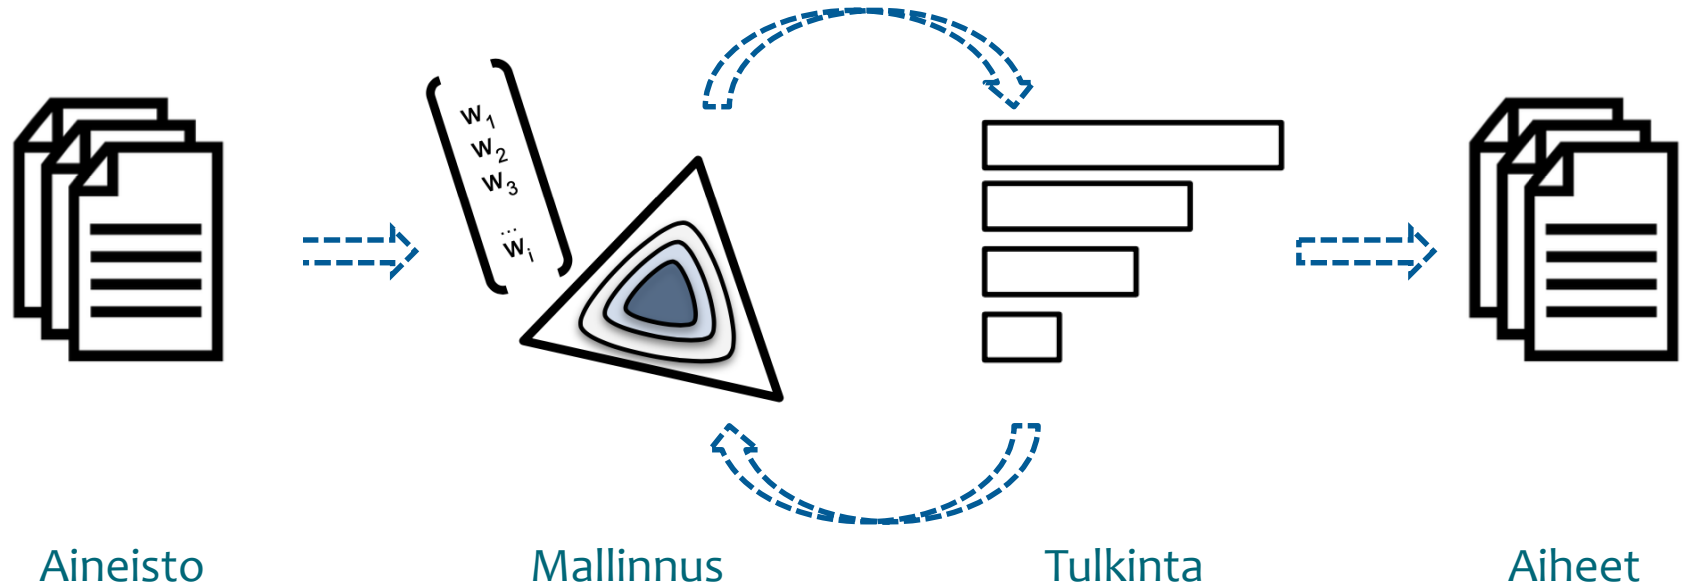 w1
w2
w3
...
wi
Aineisto
Mallinnus
Tulkinta
Aiheet